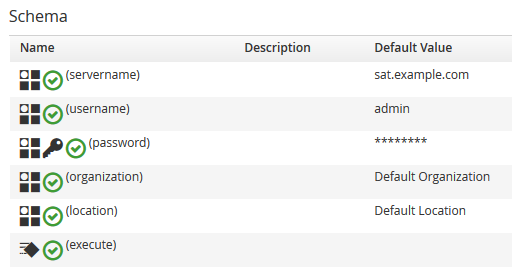 Schema
Name Description Default Value
(servername) sat.example.com
(username) admin
(password) ********
(organization) Default Organization
(location) Default Location
(execute)